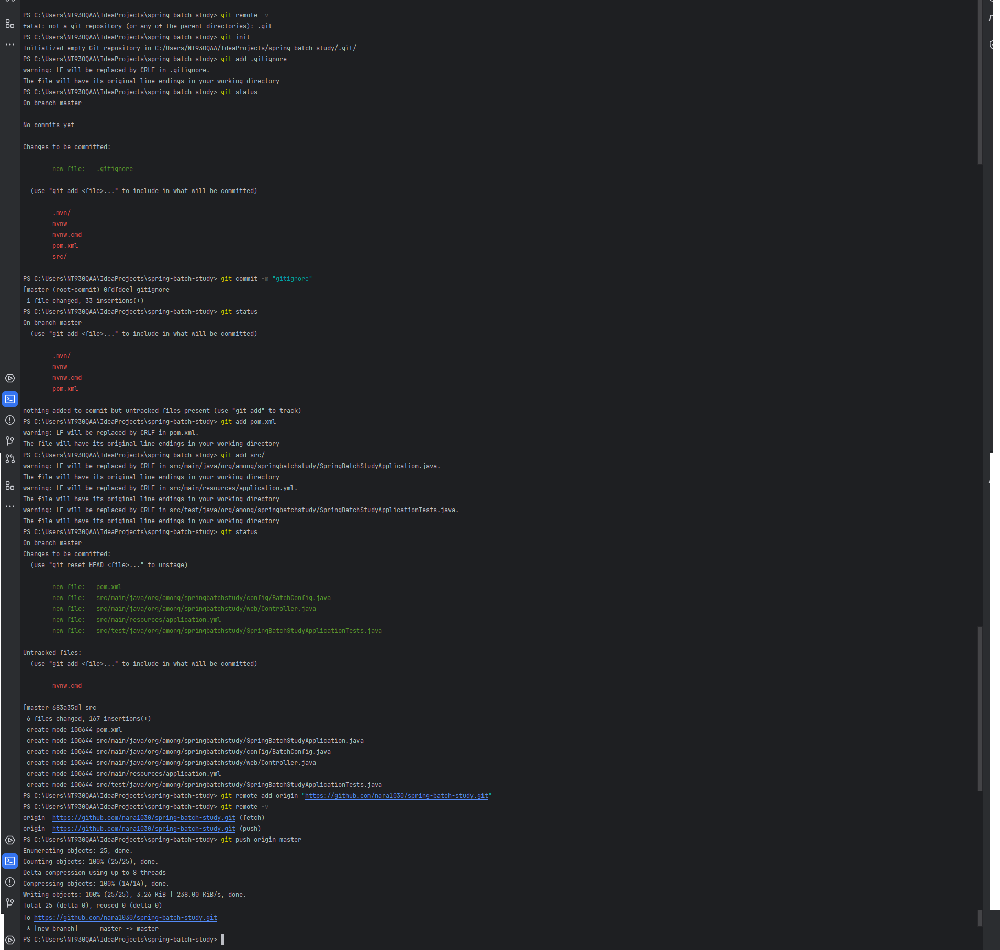 PS C:\Users\NT930QAA\IdeaProjects\spring-batch-study> git remote -v
fatal: not a git repository (or any of the parent directories): .git
PS C:\Users\NT930QAA\IdeaProjects\spring-batch-study> git init
Initialized empty Git repository in C:/Users/NT930QAA/IdeaProjects/spring-batch-study/.git/
PS C:\Users\NT930QAA\IdeaProjects\spring-batch-study> git add .gitignore
warning: LF will be replaced by CRLF in .gitignore.
The file will have its original line endings in your working directory
PS C:\Users\NT930QAA\IdeaProjects\spring-batch-study> git status
On branch master
No commits yet
Changes to be committed:
new file:   .gitignore
(use "git add <file>..." to include in what will be committed)
.mvn/
mvnw
mvnw.cmd
pom.xml
src/
PS C:\Users\NT930QAA\IdeaProjects\spring-batch-study> git commit -m "gitignore"
[master (root-commit) 0fdfdee] gitignore
1 file changed, 33 insertions(+)
PS C:\Users\NT930QAA\IdeaProjects\spring-batch-study> git status
On branch master
(use "git add <file>..." to include in what will be committed)
.mvn/
mvnw
mvnw.cmd
pom.xml
nothing added to commit but untracked files present (use "git add" to track)
PS C:\Users\NT930QAA\IdeaProjects\spring-batch-study> git add pom.xml
warning: LF will be replaced by CRLF in pom.xml.
The file will have its original line endings in your working directory
PS C:\Users\NT930QAA\IdeaProjects\spring-batch-study> git add src/
warning: LF will be replaced by CRLF in src/main/java/org/among/springbatchstudy/SpringBatchStudyApplication.java.
The file will have its original line endings in your working directory
warning: LF will be replaced by CRLF in src/main/resources/application.yml.
The file will have its original line endings in your working directory
warning: LF will be replaced by CRLF in src/test/java/org/among/springbatchstudy/SpringBatchStudyApplicationTests.java.
The file will have its original line endings in your working directory
PS C:\Users\NT930QAA\IdeaProjects\spring-batch-study> git status
On branch master
Changes to be committed:
(use "git reset HEAD <file>..." to unstage)
new file:   pom.xml
new file:   src/main/java/org/among/springbatchstudy/config/BatchConfig.java
new file:   src/main/java/org/among/springbatchstudy/web/Controller.java
new file:   src/main/resources/application.yml
new file:   src/test/java/org/among/springbatchstudy/SpringBatchStudyApplicationTests.java
Untracked files:
(use "git add <file>..." to include in what will be committed)
mvnw.cmd
[master 683a35d] src
6 files changed, 167 insertions(+)
create mode 100644 pom.xml
create mode 100644 src/main/java/org/among/springbatchstudy/SpringBatchStudyApplication.java
create mode 100644 src/main/java/org/among/springbatchstudy/config/BatchConfig.java
create mode 100644 src/main/java/org/among/springbatchstudy/web/Controller.java
create mode 100644 src/main/resources/application.yml
create mode 100644 src/test/java/org/among/springbatchstudy/SpringBatchStudyApplicationTests.java
PS C:\Users\NT930QAA\IdeaProjects\spring-batch-study> git remote add origin "https://github.com/nara1030/spring-batch-study.git"
PS C:\Users\NT930QAA\IdeaProjects\spring-batch-study> git remote -v
origin  https://github.com/nara1030/spring-batch-study.git (fetch)
origin  https://github.com/nara1030/spring-batch-study.git (push)
PS C:\Users\NT930QAA\IdeaProjects\spring-batch-study> git push origin master
Enumerating objects: 25, done.
Counting objects: 100% (25/25), done.
Delta compression using up to 8 threads
Compressing objects: 100% (14/14), done.
Writing objects: 100% (25/25), 3.26 KiB | 238.00 KiB/s, done.
Total 25 (delta 0), reused 0 (delta 0)
To https://github.com/nara1030/spring-batch-study.git
* [new branch]      master -> master
PS C:\Users\NT930QAA\IdeaProjects\spring-batch-study>